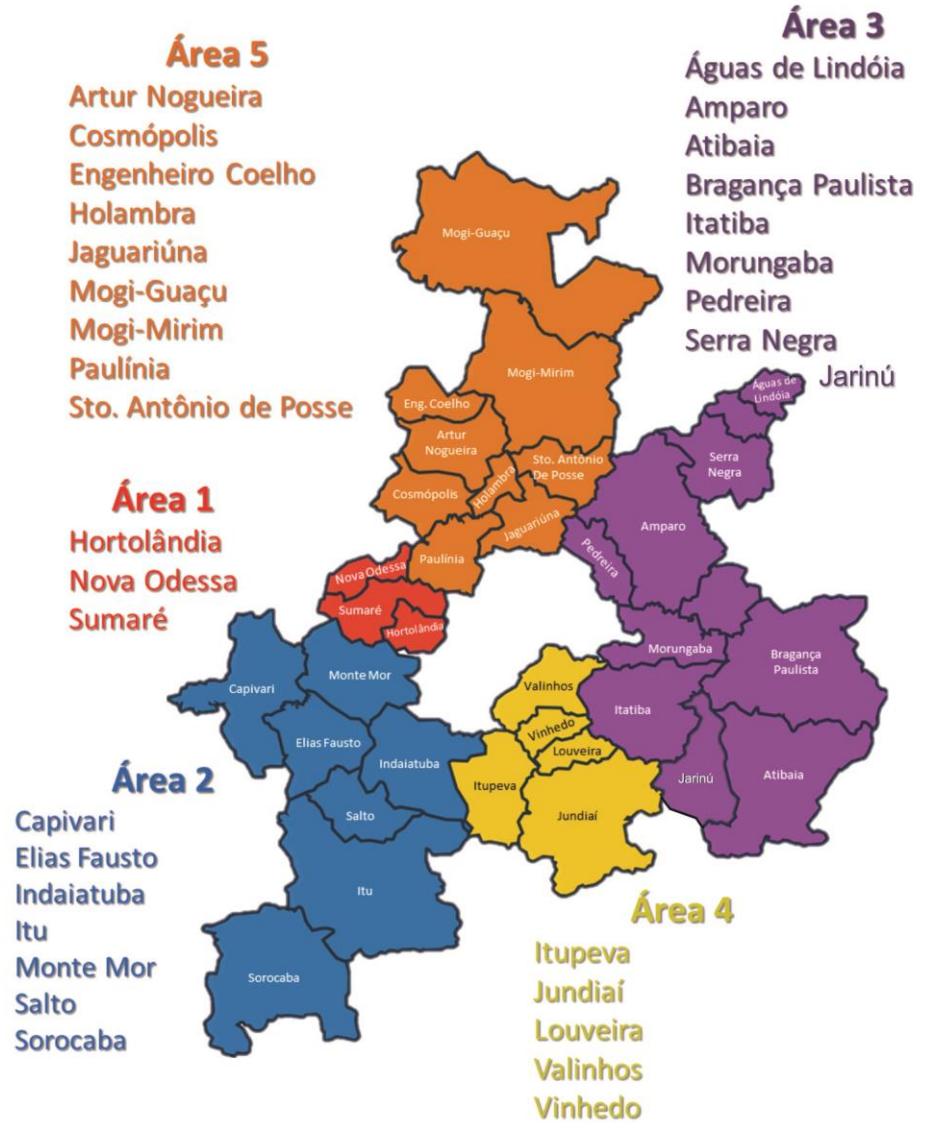 Área 5
Artur Nogueira
Cosmópolis
Engenheiro Coelho
Holambra
Jaguariúna
Mogi-Guaçu
Mogi-Mirim
Paulínia
Sto. Antônio de Posse
Área 3
Águas de Lindóia
Amparo
Atibaia
Bragança Paulista
Itatiba
Morungaba
Pedreira
Serra Negra
Jarinú
Área 1
Hortolândia
Nova Odessa
Sumaré
Área 2
Capivari
Elias Fausto
Indaiatuba
Itu
Monte Mor
Salto
Sorocaba
Área 4
Itupeva
Jundiaí
Louveira
Valinhos
Vinhedo
Mogi-Guaçu
Mogi-Mirim
Eng. Coelho
Artur
Nogueira
Cosmópolis
Holambra
Sto. Antônio
De Posse
Jaguariúna
Paulínia
Águas de
Lindóia
Serra
Negra
Amparo
Pedreira
Morungaba
Bragança
Paulista
Itatiba
Jarinú
Atibaia
Nova Odessa
Sumaré
Hortolândia
Capivari
Monte Mor
Elias Fausto
Indaiatuba
Salto
Itu
Sorocaba
Valinhos
Vinhedo
Louveira
Itupeva
Jundiaí